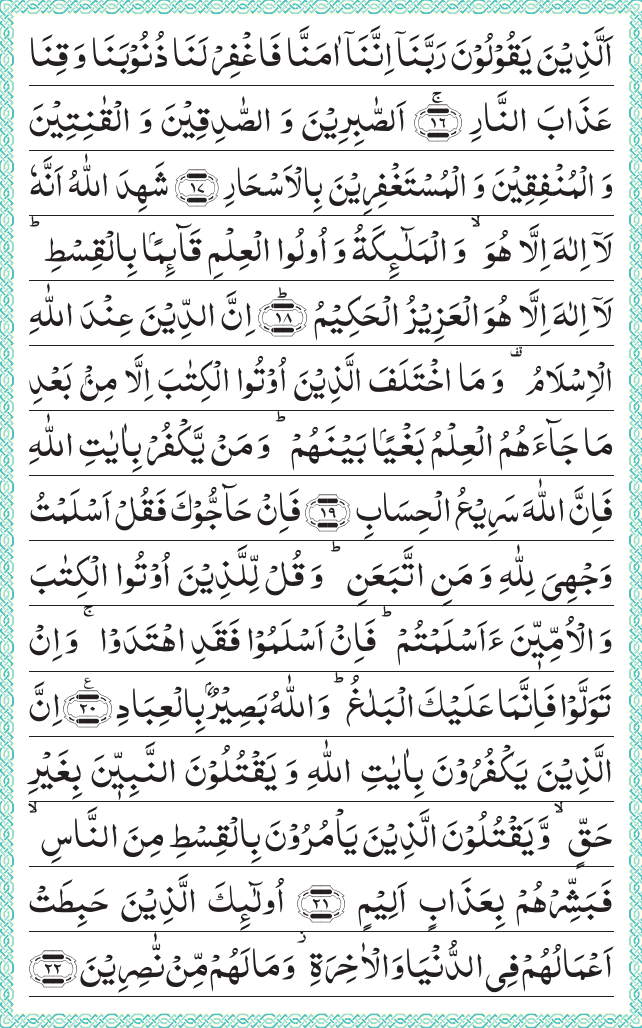 اَلَّذِيۡنَ يَقُوۡلُوۡنَ رَبَّنَاۤ اِنَّنَاۤ اٰمَنَّا فَاغۡفِرۡ لَنَا ذُنُوۡبَنَا وَقِنَا
عَذَابَ النَّارِ‌ۚ ﴿۱۶﴾ اَلصّٰبِرِيۡنَ وَ الصّٰدِقِيۡنَ وَ الۡقٰنِتِيۡنَ
وَ الۡمُنۡفِقِيۡنَ وَ الۡمُسۡتَغۡفِرِيۡنَ بِالۡاَسۡحَارِ ﴿۱۷﴾ شَهِدَ اللّٰهُ اَنَّهٗ
لَاۤ اِلٰهَ اِلَّا هُوَۙ وَ الۡمَلٰٓٮِٕكَةُ وَ اُولُوا الۡعِلۡمِ قَآٮِٕمًا ۢ بِالۡقِسۡطِ‌ؕ
لَاۤ اِلٰهَ اِلَّا هُوَ الۡعَزِيۡزُ الۡحَكِيۡمُؕ ﴿۱۸﴾ اِنَّ الدِّيۡنَ عِنۡدَ اللّٰهِ
الۡاِسۡلَامُ ۗ وَ مَا اخۡتَلَفَ الَّذِيۡنَ اُوۡتُوا الۡكِتٰبَ اِلَّا مِنۡۢ بَعۡدِ
مَا جَآءَهُمُ الۡعِلۡمُ بَغۡيًا ۢ بَيۡنَهُمۡ‌ؕ وَمَنۡ يَّكۡفُرۡ بِاٰيٰتِ اللّٰهِ
فَاِنَّ اللّٰهَ سَرِيۡعُ الۡحِسَابِ ﴿۱۹﴾ فَاِنۡ حَآجُّوۡكَ فَقُلۡ اَسۡلَمۡتُ
وَجۡهِىَ لِلّٰهِ وَ مَنِ اتَّبَعَنِ‌ؕ وَقُلْ لِّلَّذِيۡنَ اُوۡتُوا الۡكِتٰبَ
وَ الۡاُمِّيّٖنَ ءَاَسۡلَمۡتُمۡ‌ؕ فَاِنۡ اَسۡلَمُوۡا فَقَدِ اهۡتَدَوْا ۚ وَاِنۡ
تَوَلَّوۡا فَاِنَّمَا عَلَيۡكَ الۡبَلٰغُ‌ ؕ وَاللّٰهُ بَصِيۡرٌۢ بِالۡعِبَادِ ﴿۲۰﴾ع اِنَّ
الَّذِيۡنَ يَكۡفُرُوۡنَ بِاٰيٰتِ اللّٰهِ وَ يَقۡتُلُوۡنَ النَّبِيّٖنَ بِغَيۡرِ
حَقٍّۙ وَّيَقۡتُلُوۡنَ الَّذِيۡنَ يَاۡمُرُوۡنَ بِالۡقِسۡطِ مِنَ النَّاسِۙ
فَبَشِّرۡهُمۡ بِعَذَابٍ اَلِيۡمٍ ﴿۲۱﴾ اُولٰٓٮِٕكَ الَّذِيۡنَ حَبِطَتۡ
اَعۡمَالُهُمۡ فِى الدُّنۡيَا وَالۡاٰخِرَةِ وَمَا لَهُمۡ مِّنۡ نّٰصِرِيۡنَ ﴿۲۲﴾